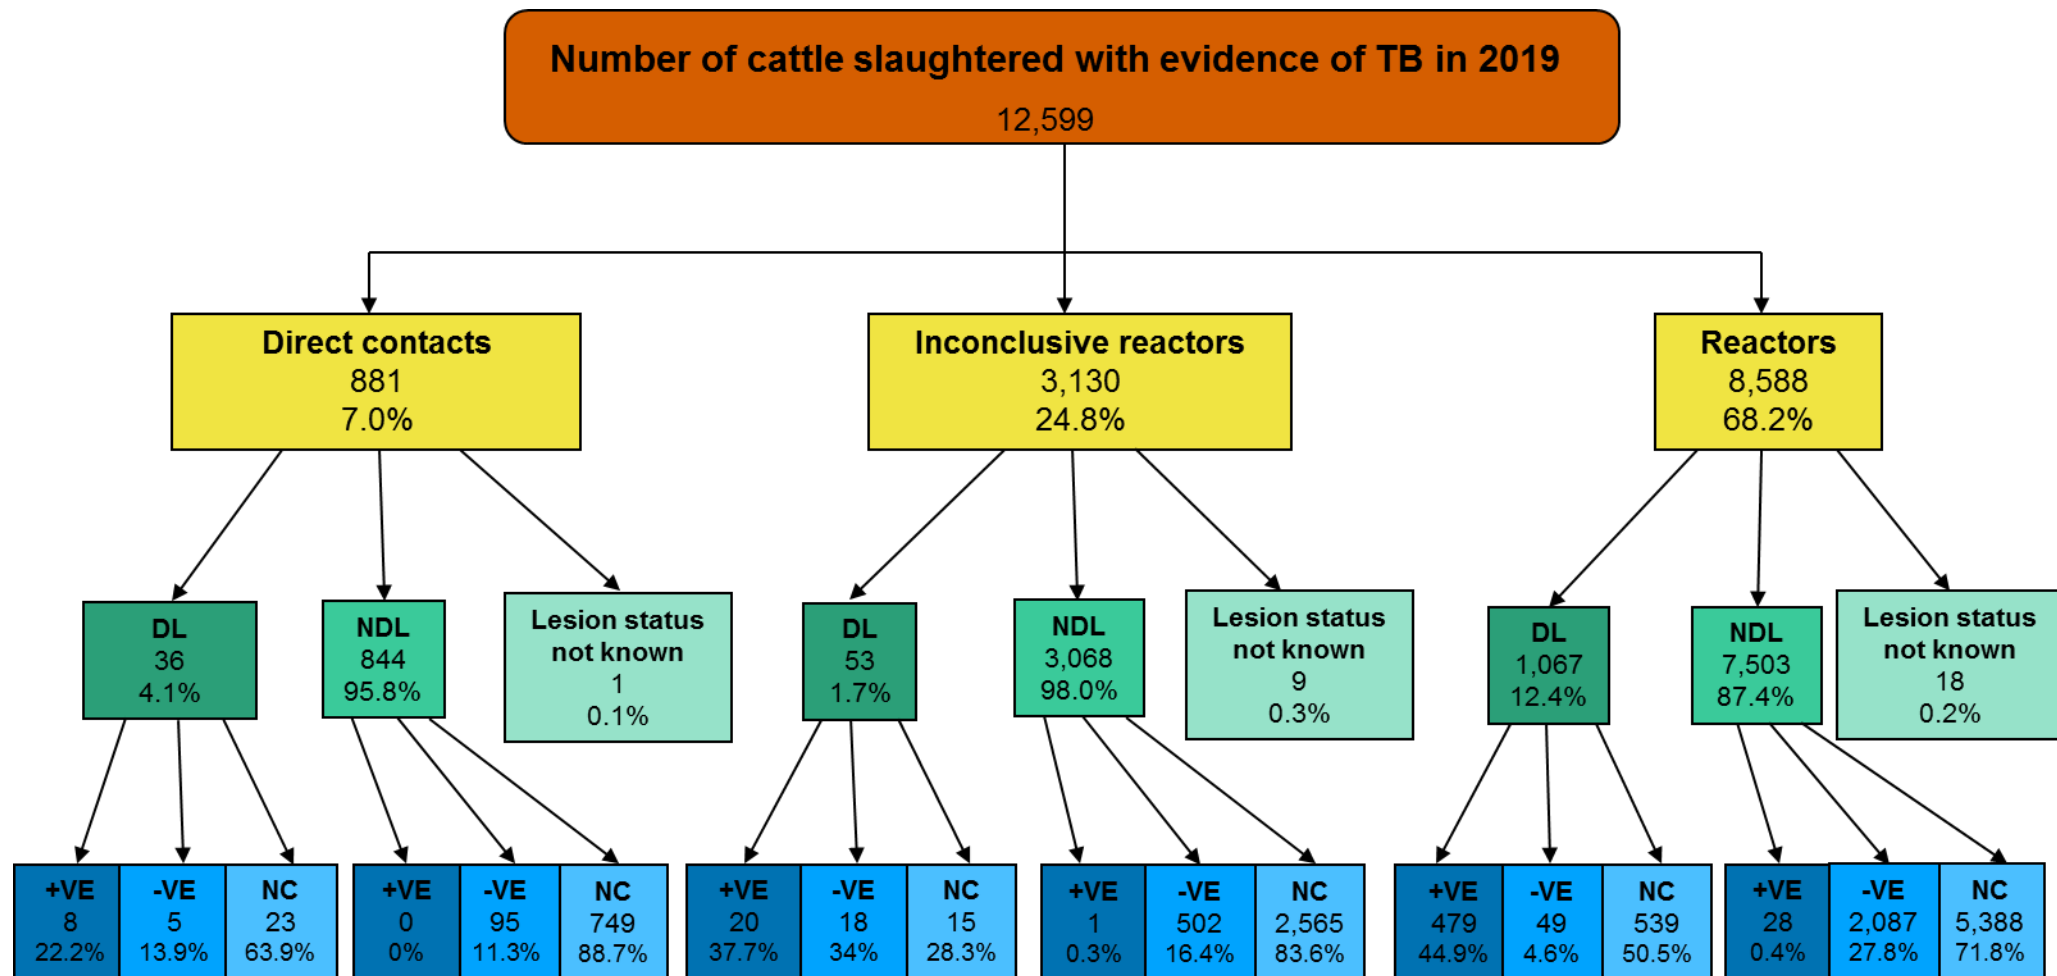 Number of cattle slaughtered with evidence of TB in 2019
12,599
Direct contacts
881
7.0%
Inconclusive reactors
3,130
24.8%
Reactors
8,588
68.2%
DL
36
4.1%
NDL
844
95.8%
Lesion status
not known
1
0.1%
DL
53
1.7%
NDL
3,068
98.0%
Lesion status
not known
9
0.3%
DL
1,067
12.4%
NDL
7,503
87.4%
Lesion status
not known
18
0.2%
+VE
8
22.2%
-VE
5
13.9%
NC
23
63.9%
+VE
0
0%
-VE
95
11.3%
NC
749
88.7%
+VE
20
37.7%
-VE
18
34%
NC
15
28.3%
+VE
1
0.3%
-VE
502
16.4%
NC
2,565
83.6%
+VE
479
44.9%
-VE
49
4.6%
NC
539
50.5%
+VE
28
0.4%
-VE
2,087
27.8%
NC
5,388
71.8%